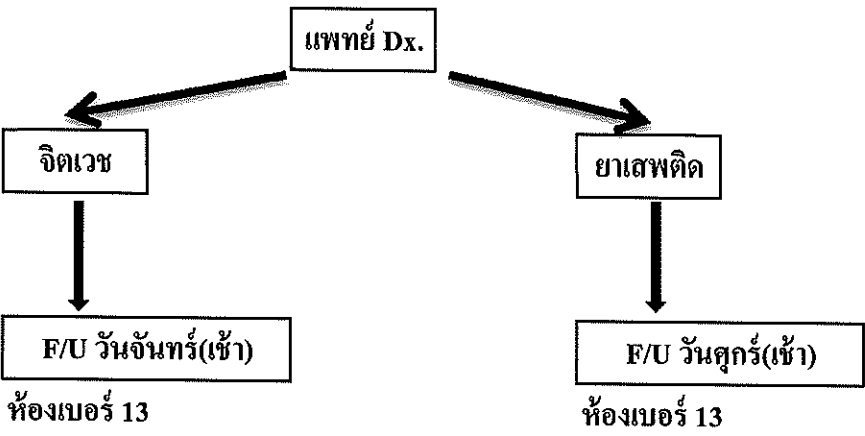 แพทย์ Dx.
จิตเวช
ยาเสพติด
F/U วันจันทร์(เช้า)
F/U วันศุกร์(เช้า)
ห้องเบอร์ 13
ห้องเบอร์ 13